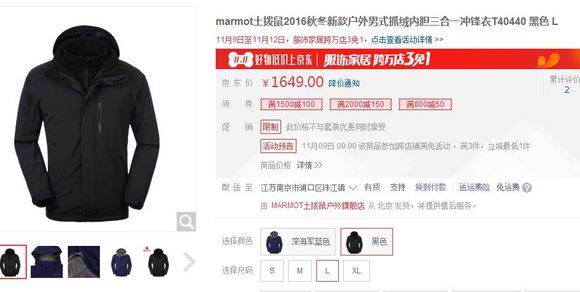 marmot土拨鼠2016秋冬新款户外男式抓绒内胆三合一冲锋衣T40440 黑色 L
11月9日至11月12日，服饰家居跨万店3免1，点击查看活动详情 >>
11.11 好物低价上京东 服饰家居 跨万店3免1
京东价 ￥1649.00 降价通知
累计评价
2
领券 满1500减100 满2000减150 满800减50
促销 限制 此价格不与套装优惠同时享受
活动预告 11月09日 00:00 该商品参加跨店铺满免活动，满3件，立减最低1件
商品价格 详情 >>
配送至 江苏南京市浦口区珠江镇 有货 支持 货到付款 送运费险 免运费 ?
由 MARMOT土拨鼠户外旗舰店 从 北京 发货，并提供售后服务。
选择颜色 深海军蓝色 黑色
选择尺码 S M L XL